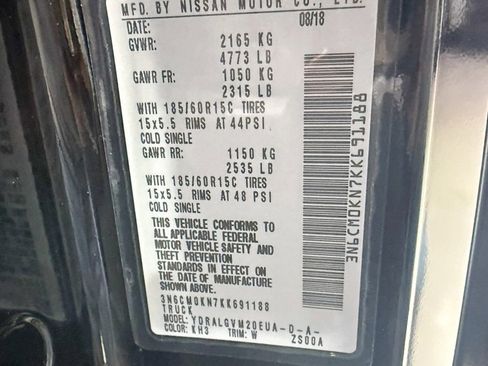 MFD. BY NISSAN MOTOR CO., LTD.
DATE: 08/18
GVWR: 2165 KG
4773 LB
GAWR FR: 1050 KG
2315 LB
WITH 185/60R15C TIRES
15x5.5 RIMS AT 44PSI
COLD SINGLE
GAWR RR: 1150 KG
2535 LB
WITH 185/60R15C TIRES
15x5.5 RIMS AT 48 PSI
COLD SINGLE
THIS VEHICLE CONFORMS TO
ALL APPLICABLE FEDERAL
MOTOR VEHICLE SAFETY AND
THEFT PREVENTION
STANDARDS IN EFFECT ON
THE DATE OF MANUFACTURE
3N6CM0KN7KK691188
TRUCK
MODEL: YDRALGVM20EUA-D-A-
COLOR: KH3 TRIM: W ZS00A
3N6CM0KN7KK691188